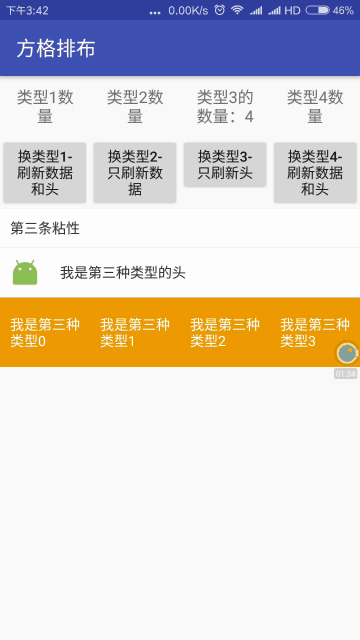 下午3:42 ... 0.00K/s HD 46%
方格排布
类型1数
量
类型2数
量
类型3的
数量：4
类型4数
量
换类型1-
刷新数据
和头
换类型2-
只刷新数
据
换类型3-
只刷新头
换类型4-
刷新数据
和头
第三条粘性
我是第三种类型的头
我是第三种
类型0
我是第三种
类型1
我是第三种
类型2
我是第三种
类型3
01:34